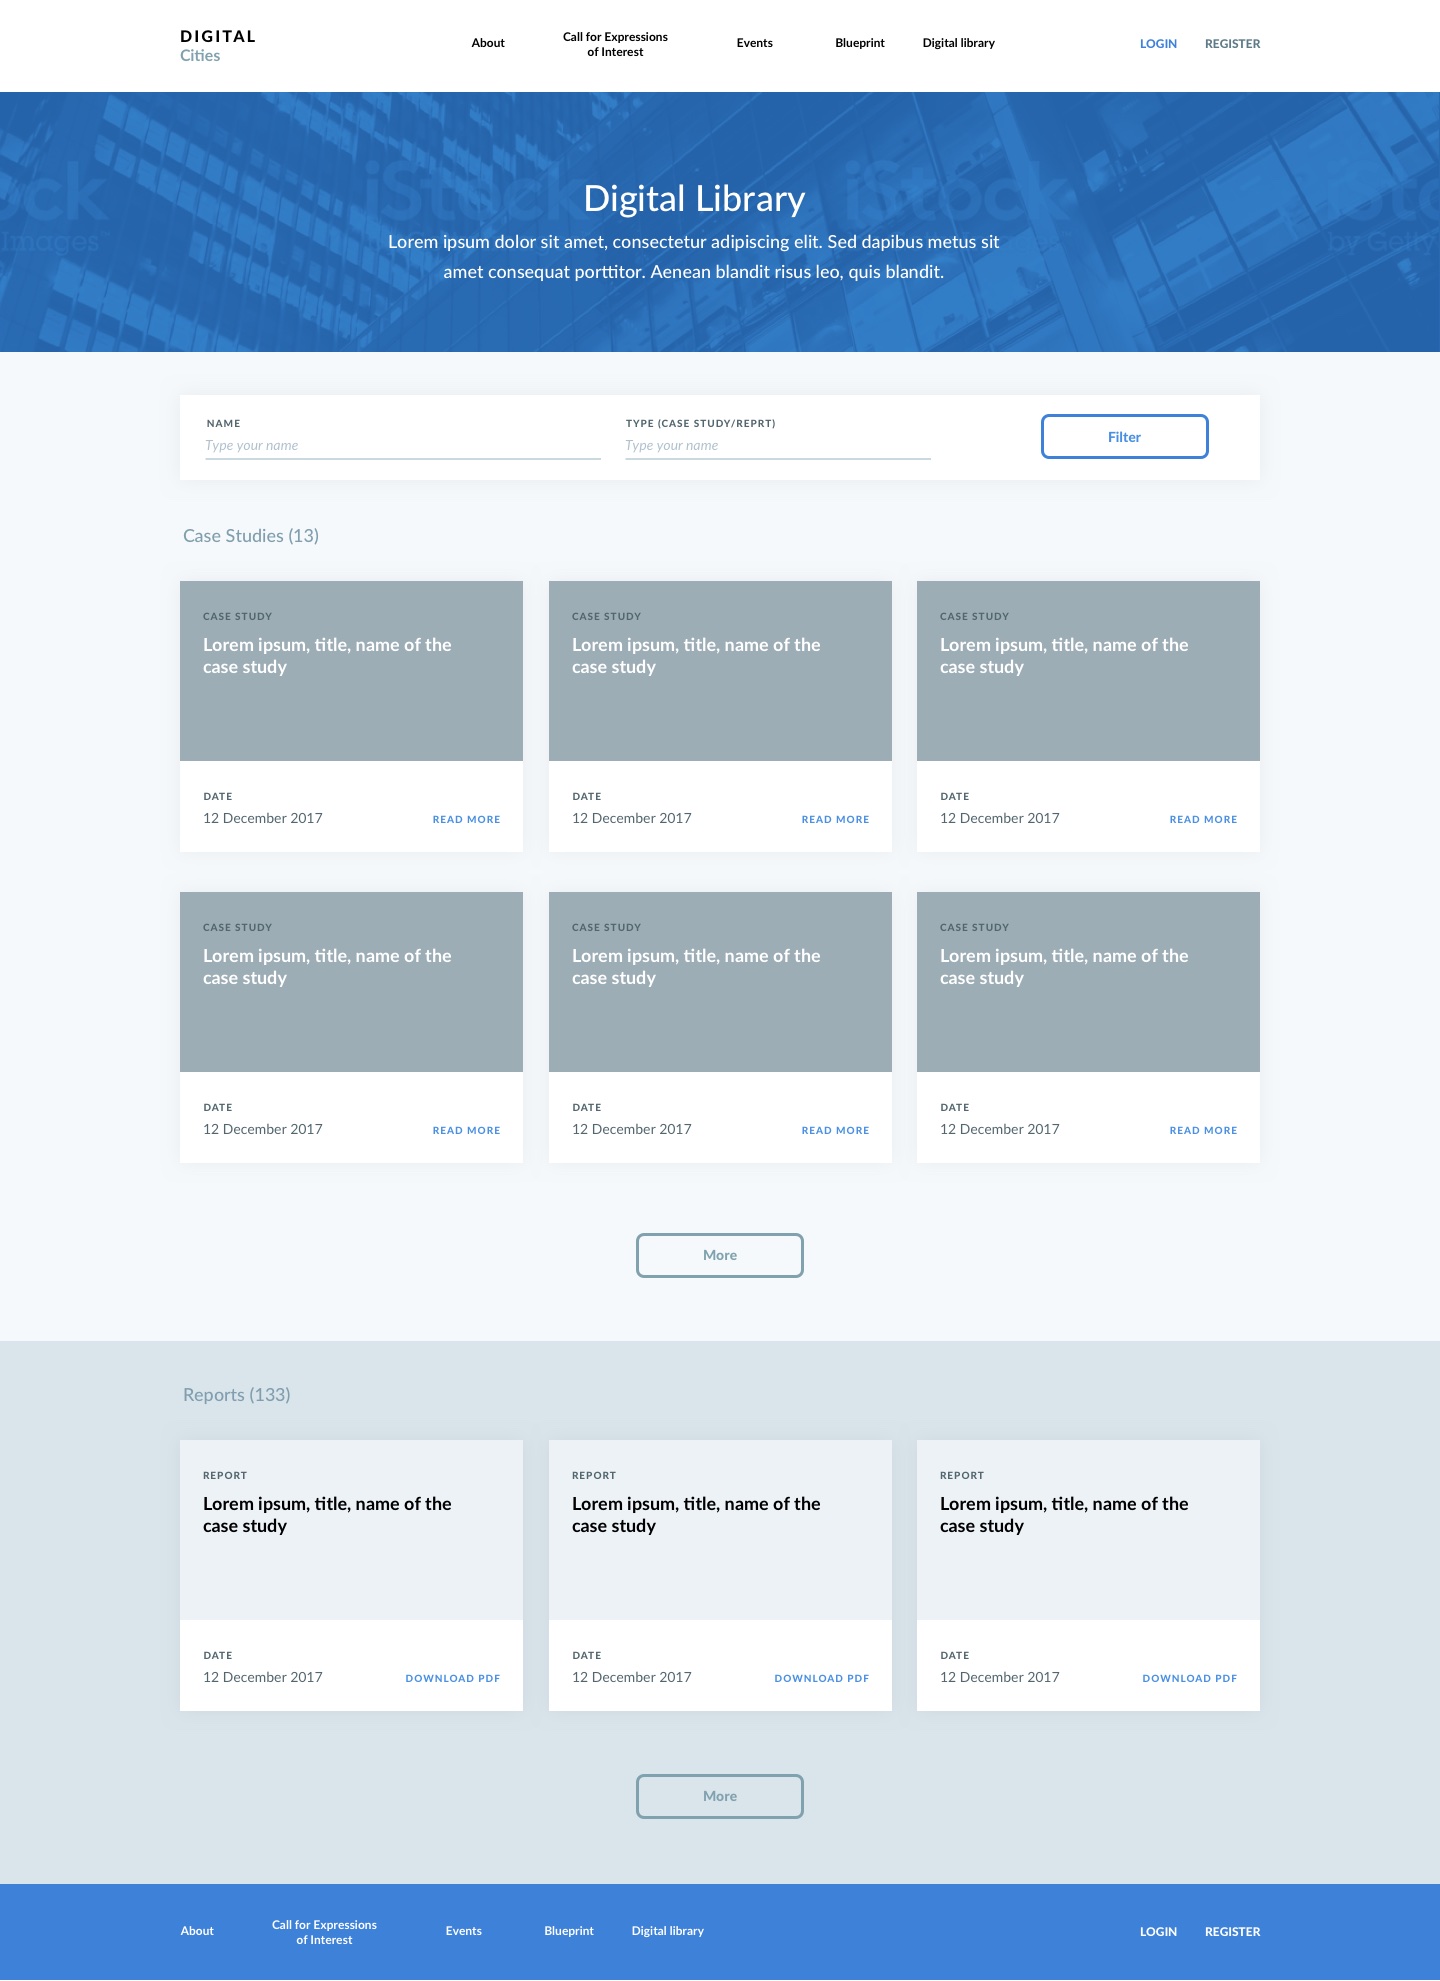 DIGITAL
Cities
About
Call for Expressions
of Interest
Events
Blueprint
Digital library
LOGIN
REGISTER
ck
iStock
iStock
Images™
by Getty
Digital Library
Lorem ipsum dolor sit amet, consectetur adipiscing elit. Sed dapibus metus sit
amet consequat porttitor. Aenean blandit risus leo, quis blandit.
NAME
Type your name
TYPE (CASE STUDY/REPRT)
Type your name
Filter
Case Studies (13)
CASE STUDY
Lorem ipsum, title, name of the
case study
DATE
12 December 2017
READ MORE
CASE STUDY
Lorem ipsum, title, name of the
case study
DATE
12 December 2017
READ MORE
CASE STUDY
Lorem ipsum, title, name of the
case study
DATE
12 December 2017
READ MORE
CASE STUDY
Lorem ipsum, title, name of the
case study
DATE
12 December 2017
READ MORE
CASE STUDY
Lorem ipsum, title, name of the
case study
DATE
12 December 2017
READ MORE
CASE STUDY
Lorem ipsum, title, name of the
case study
DATE
12 December 2017
READ MORE
More
Reports (133)
REPORT
Lorem ipsum, title, name of the
case study
DATE
12 December 2017
DOWNLOAD PDF
REPORT
Lorem ipsum, title, name of the
case study
DATE
12 December 2017
DOWNLOAD PDF
REPORT
Lorem ipsum, title, name of the
case study
DATE
12 December 2017
DOWNLOAD PDF
More
About
Call for Expressions
of Interest
Events
Blueprint
Digital library
LOGIN
REGISTER